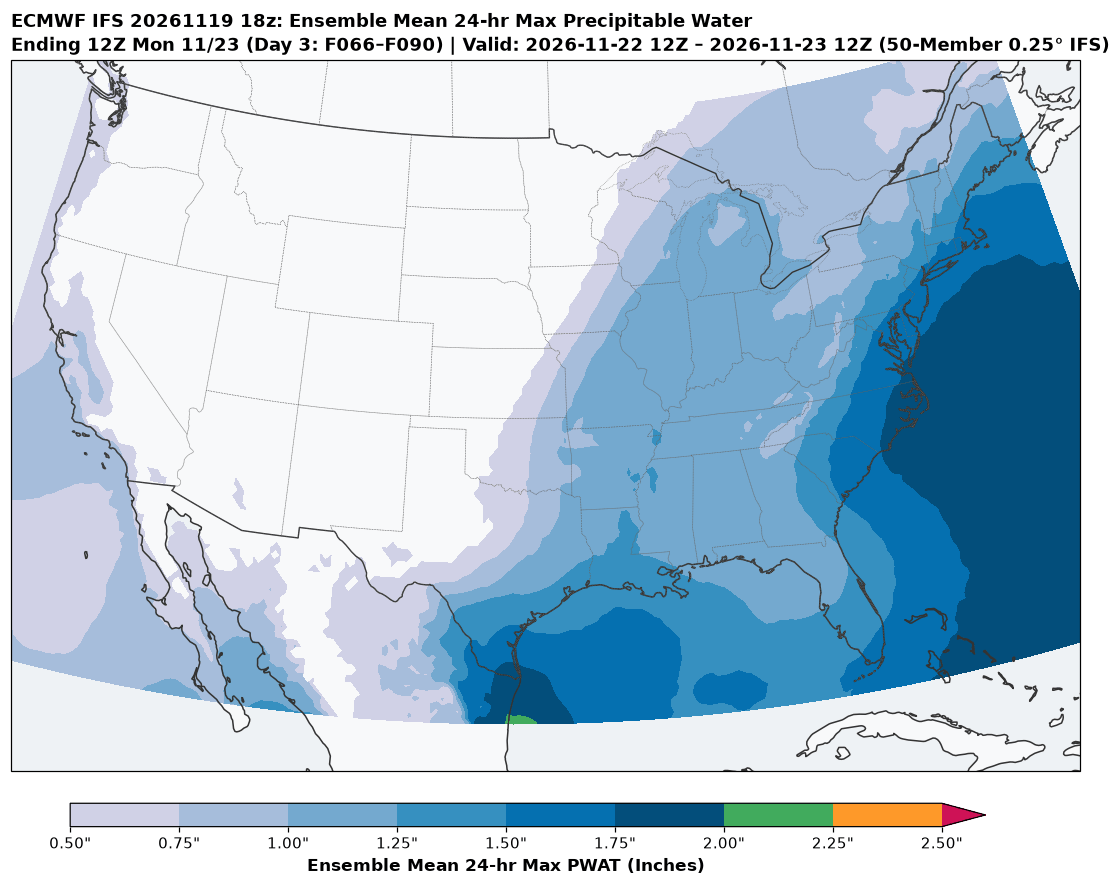 ECMWF IFS 20261119 18z: Ensemble Mean 24-hr Max Precipitable Water
Ending 12Z Mon 11/23 (Day 3: F066–F090) | Valid: 2026-11-22 12Z – 2026-11-23 12Z (50-Member 0.25° IFS)
0.50" 0.75" 1.00" 1.25" 1.50" 1.75" 2.00" 2.25" 2.50"
Ensemble Mean 24-hr Max PWAT (Inches)